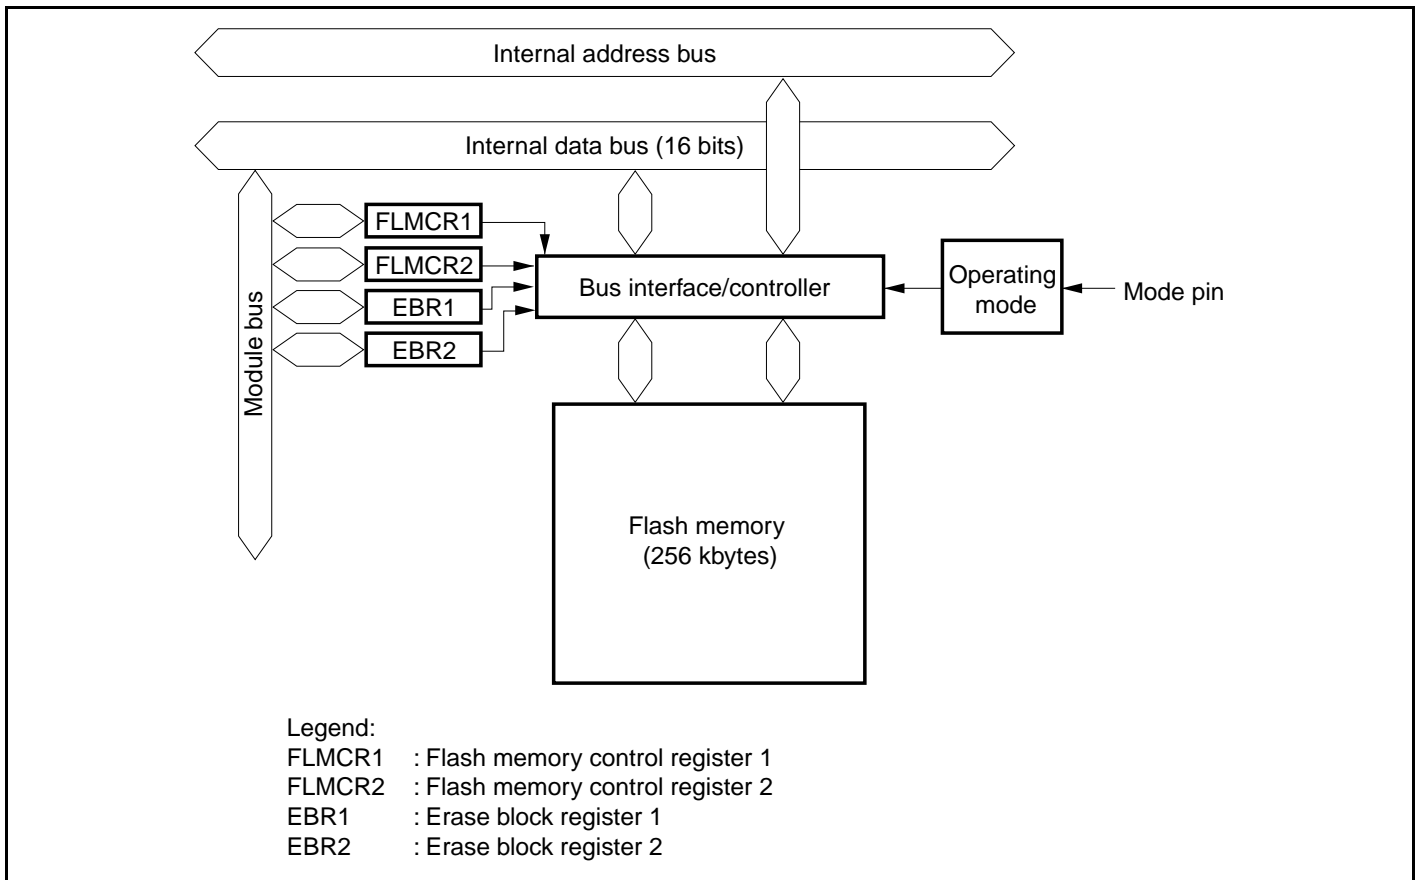 Internal address bus
Internal data bus (16 bits)
FLMCR1
FLMCR2
EBR1
EBR2
Module bus
Bus interface/controller
Operating
mode
Mode pin
Flash memory
(256 kbytes)
Legend:
FLMCR1 : Flash memory control register 1
FLMCR2 : Flash memory control register 2
EBR1 : Erase block register 1
EBR2 : Erase block register 2